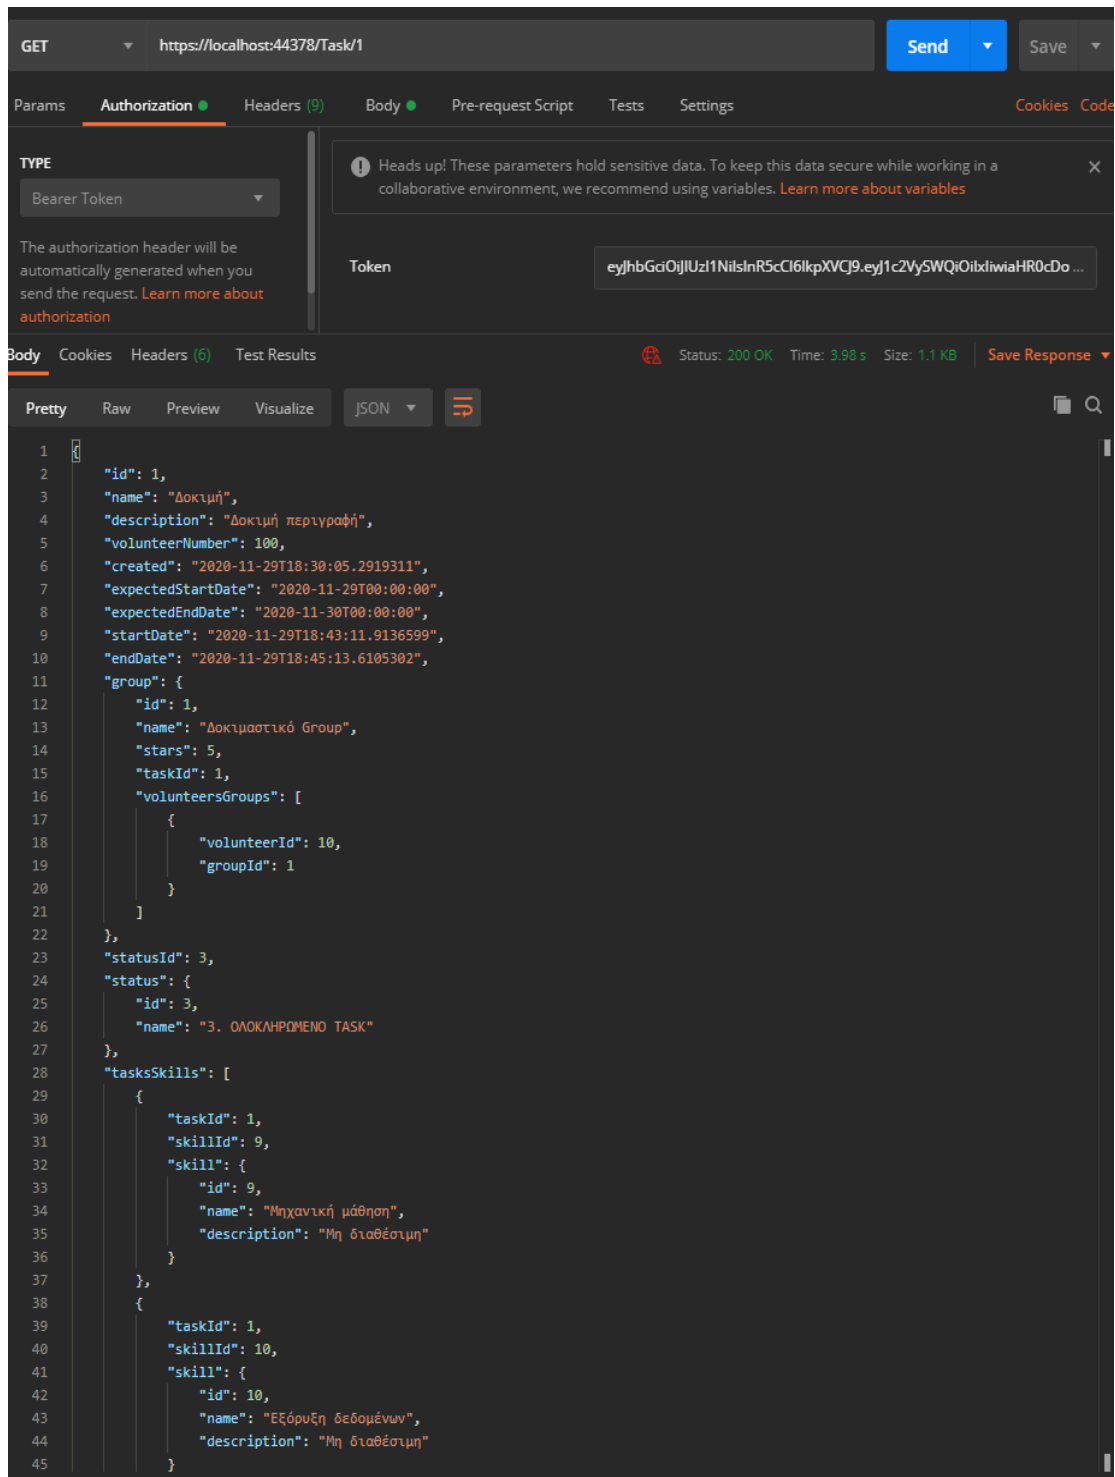 GET https://localhost:44378/Task/1 Send Save
Params Authorization Headers (9) Body Pre-request Script Tests Settings Cookies Code
TYPE
Bearer Token
The authorization header will be
automatically generated when you
send the request. Learn more about
authorization
Heads up! These parameters hold sensitive data. To keep this data secure while working in a
collaborative environment, we recommend using variables. Learn more about variables
Token eyJhbGciOiJIUzI1NiIsInR5cCI6IkpXVCJ9.eyJ1c2VySWQiOiIxIiwiaHR0cDo ...
Body Cookies Headers (6) Test Results Status: 200 OK Time: 3.98 s Size: 1.1 KB Save Response
Pretty Raw Preview Visualize JSON
1 {
2 "id": 1,
3 "name": "Δοκιμή",
4 "description": "Δοκιμή περιγραφή",
5 "volunteerNumber": 100,
6 "created": "2020-11-29T18:30:05.2919311",
7 "expectedStartDate": "2020-11-29T00:00:00",
8 "expectedEndDate": "2020-11-30T00:00:00",
9 "startDate": "2020-11-29T18:43:11.9136599",
10 "endDate": "2020-11-29T18:45:13.6105302",
11 "group": {
12 "id": 1,
13 "name": "Δοκιμαστικό Group",
14 "stars": 5,
15 "taskId": 1,
16 "volunteersGroups": [
17 {
18 "volunteerId": 10,
19 "groupId": 1
20 }
21 ]
22 },
23 "statusId": 3,
24 "status": {
25 "id": 3,
26 "name": "3. ΟΛΟΚΛΗΡΩΜΕΝΟ TASK"
27 },
28 "tasksSkills": [
29 {
30 "taskId": 1,
31 "skillId": 9,
32 "skill": {
33 "id": 9,
34 "name": "Μηχανική μάθηση",
35 "description": "Μη διαθέσιμη"
36 }
37 },
38 {
39 "taskId": 1,
40 "skillId": 10,
41 "skill": {
42 "id": 10,
43 "name": "Εξόρυξη δεδομένων",
44 "description": "Μη διαθέσιμη"
45 }